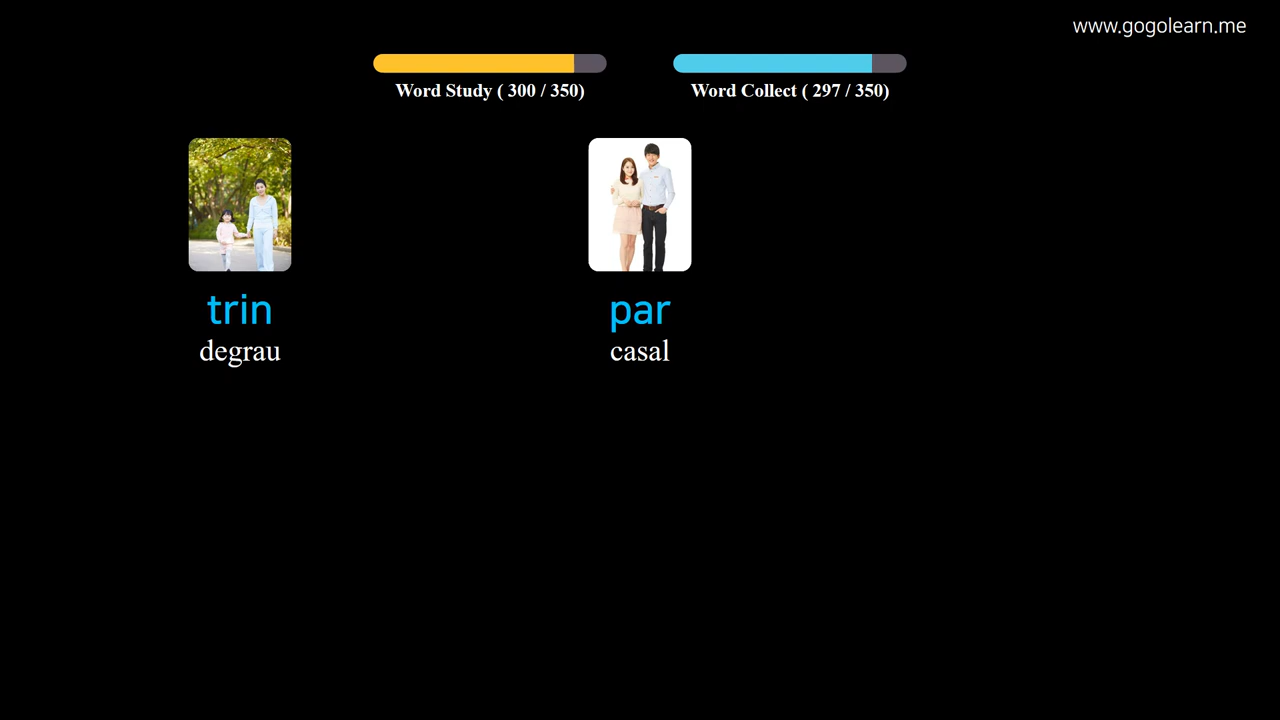 www.gogolearn.me
Word Study ( 300 / 350)
Word Collect ( 297 / 350)
trin
degrau
par
casal